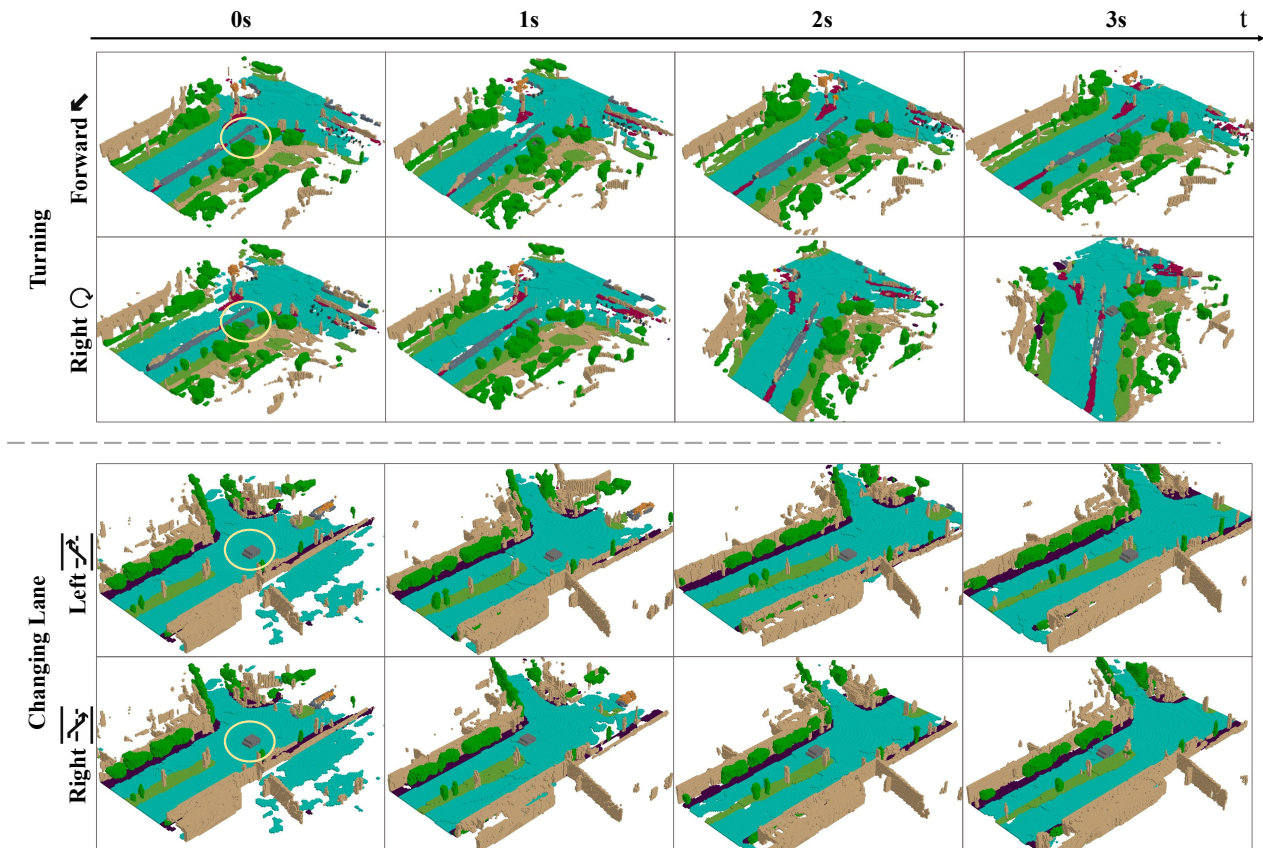 0s 1s 2s 3s t
Turning
Forward
Right
Changing Lane
Left
Right